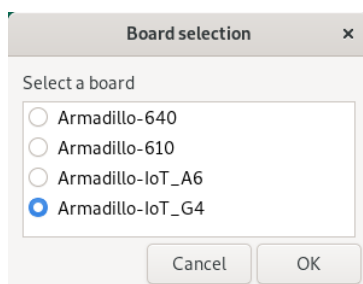 Board selection
Select a board
Armadillo-640
Armadillo-610
Armadillo-IoT_A6
Armadillo-IoT_G4
Cancel
OK